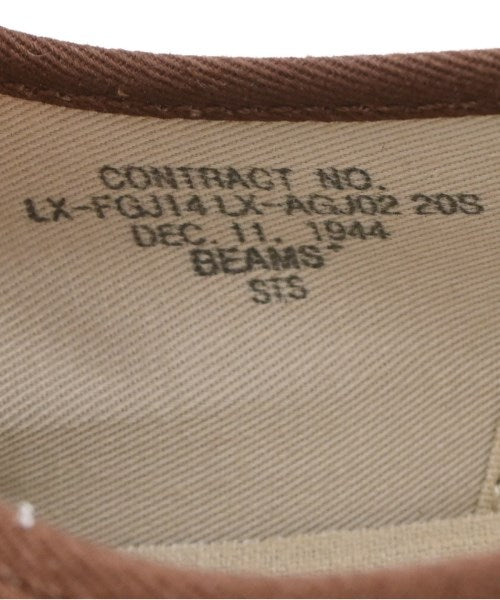 CONTRACT NO.
LX-FGJ14 LX-AGJ02 20S
DEC. 11. 1944
BEAMS+
STS